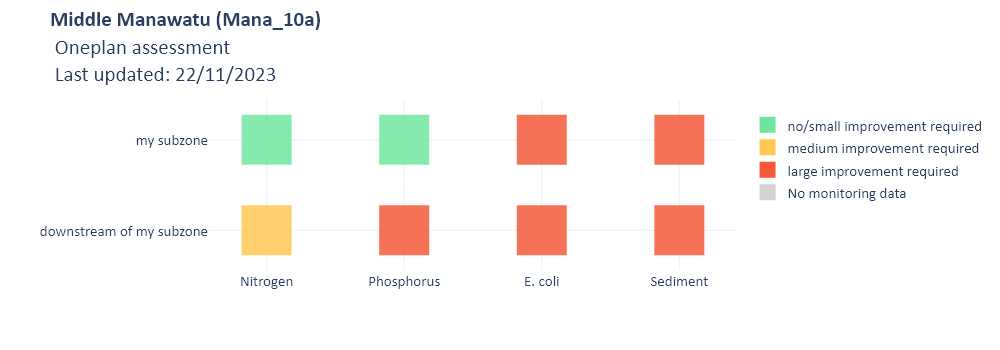 Middle Manawatu (Mana_10a)
Oneplan assessment
Last updated: 22/11/2023
my subzone
downstream of my subzone
Nitrogen
Phosphorus
E. coli
Sediment
no/small improvement required
medium improvement required
large improvement required
No monitoring data